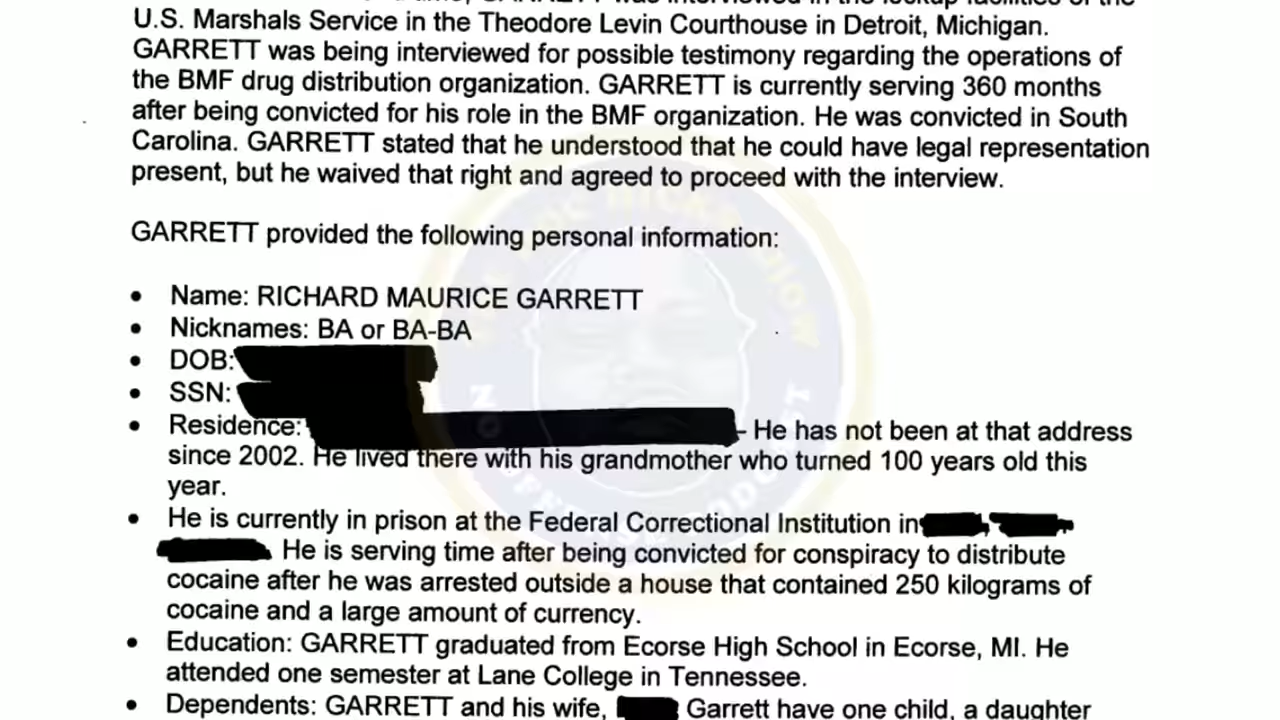 U.S. Marshals Service in the Theodore Levin Courthouse in Detroit, Michigan.
GARRETT was being interviewed for possible testimony regarding the operations of
the BMF drug distribution organization. GARRETT is currently serving 360 months
after being convicted for his role in the BMF organization. He was convicted in South
Carolina. GARRETT stated that he understood that he could have legal representation
present, but he waived that right and agreed to proceed with the interview.
GARRETT provided the following personal information:
• Name: RICHARD MAURICE GARRETT
• Nicknames: BA or BA-BA
• DOB:
• SSN:
• Residence: - He has not been at that address
since 2002. He lived there with his grandmother who turned 100 years old this
year.
• He is currently in prison at the Federal Correctional Institution in
He is serving time after being convicted for conspiracy to distribute
cocaine after he was arrested outside a house that contained 250 kilograms of
cocaine and a large amount of currency.
• Education: GARRETT graduated from Ecorse High School in Ecorse, MI. He
attended one semester at Lane College in Tennessee.
• Dependents: GARRETT and his wife, Garrett have one child, a daughter